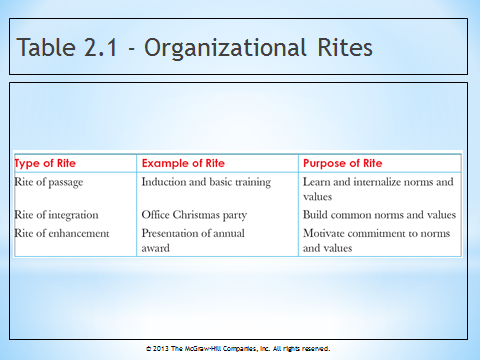 Table 2.1 - Organizational Rites
Type of Rite Example of Rite Purpose of Rite
Rite of passage Induction and basic training Learn and internalize norms and
values
Rite of integration Office Christmas party Build common norms and values
Rite of enhancement Presentation of annual Motivate commitment to norms
award and values
© 2013 The McGraw-Hill Companies, Inc. All rights reserved.